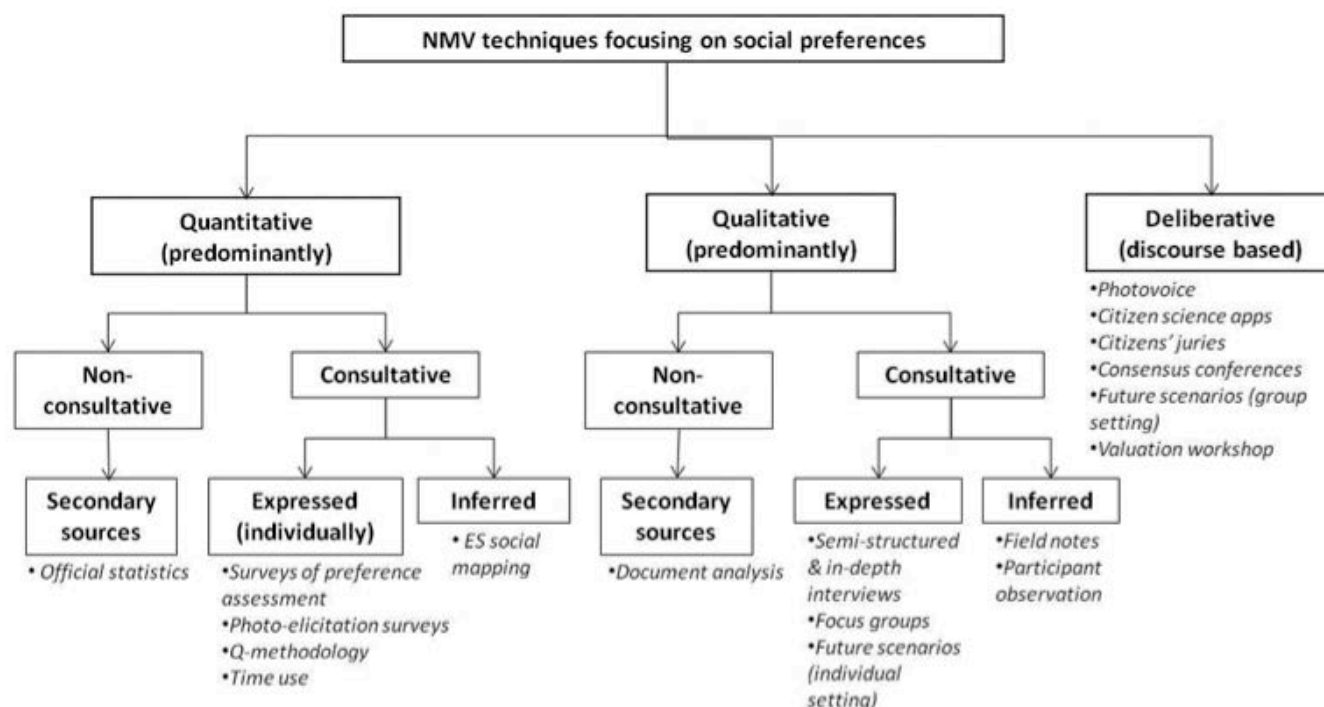 NMV techniques focusing on social preferences
Quantitative
(predominantly)
Qualitative
(predominantly)
Deliberative
(discourse based)
•Photovoice
•Citizen science apps
•Citizens' juries
•Consensus conferences
•Future scenarios (group
setting)
•Valuation workshop
Non-
consultative
Consultative
Non-
consultative
Consultative
Secondary
sources
• Official statistics
Expressed
(individually)
•Surveys of preference
assessment
•Photo-elicitation surveys
•Q-methodology
•Time use
Inferred
• ES social
mapping
Secondary
sources
•Document analysis
Expressed
•Semi-structured
& in-depth
interviews
•Focus groups
•Future scenarios
(individual
setting)
Inferred
•Field notes
•Participant
observation